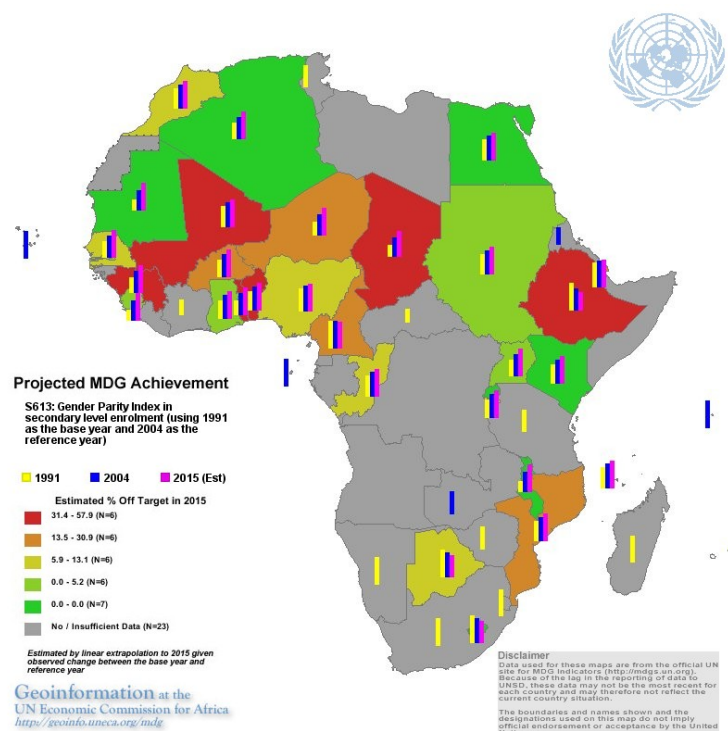 Projected MDG Achievement
S613: Gender Parity Index in
secondary level enrolment (using 1991
as the base year and 2004 as the
reference year)
1991 2004 2015 (Est)
Estimated % Off Target in 2015
31.4 - 57.9 (N=6)
13.5 - 30.9 (N=6)
5.9 - 13.1 (N=6)
0.0 - 5.2 (N=6)
0.0 - 0.0 (N=7)
No / Insufficient Data (N=23)
Estimated by linear extrapolation to 2015 given
observed change between the base year and
reference year
Geoinformation at the
UN Economic Commission for Africa
http://geoinfo.uneca.org/mdg
Disclaimer
Data used for these maps are from the official UN
site for MDG Indicators (http://mdgs.un.org).
Because of the lag in the reporting of data to
UNSD, these data may not be the most recent for
each country and may therefore not reflect the
current country situation.
The boundaries and names shown and the
designations used on this map do not imply
official endorsement or acceptance by the United